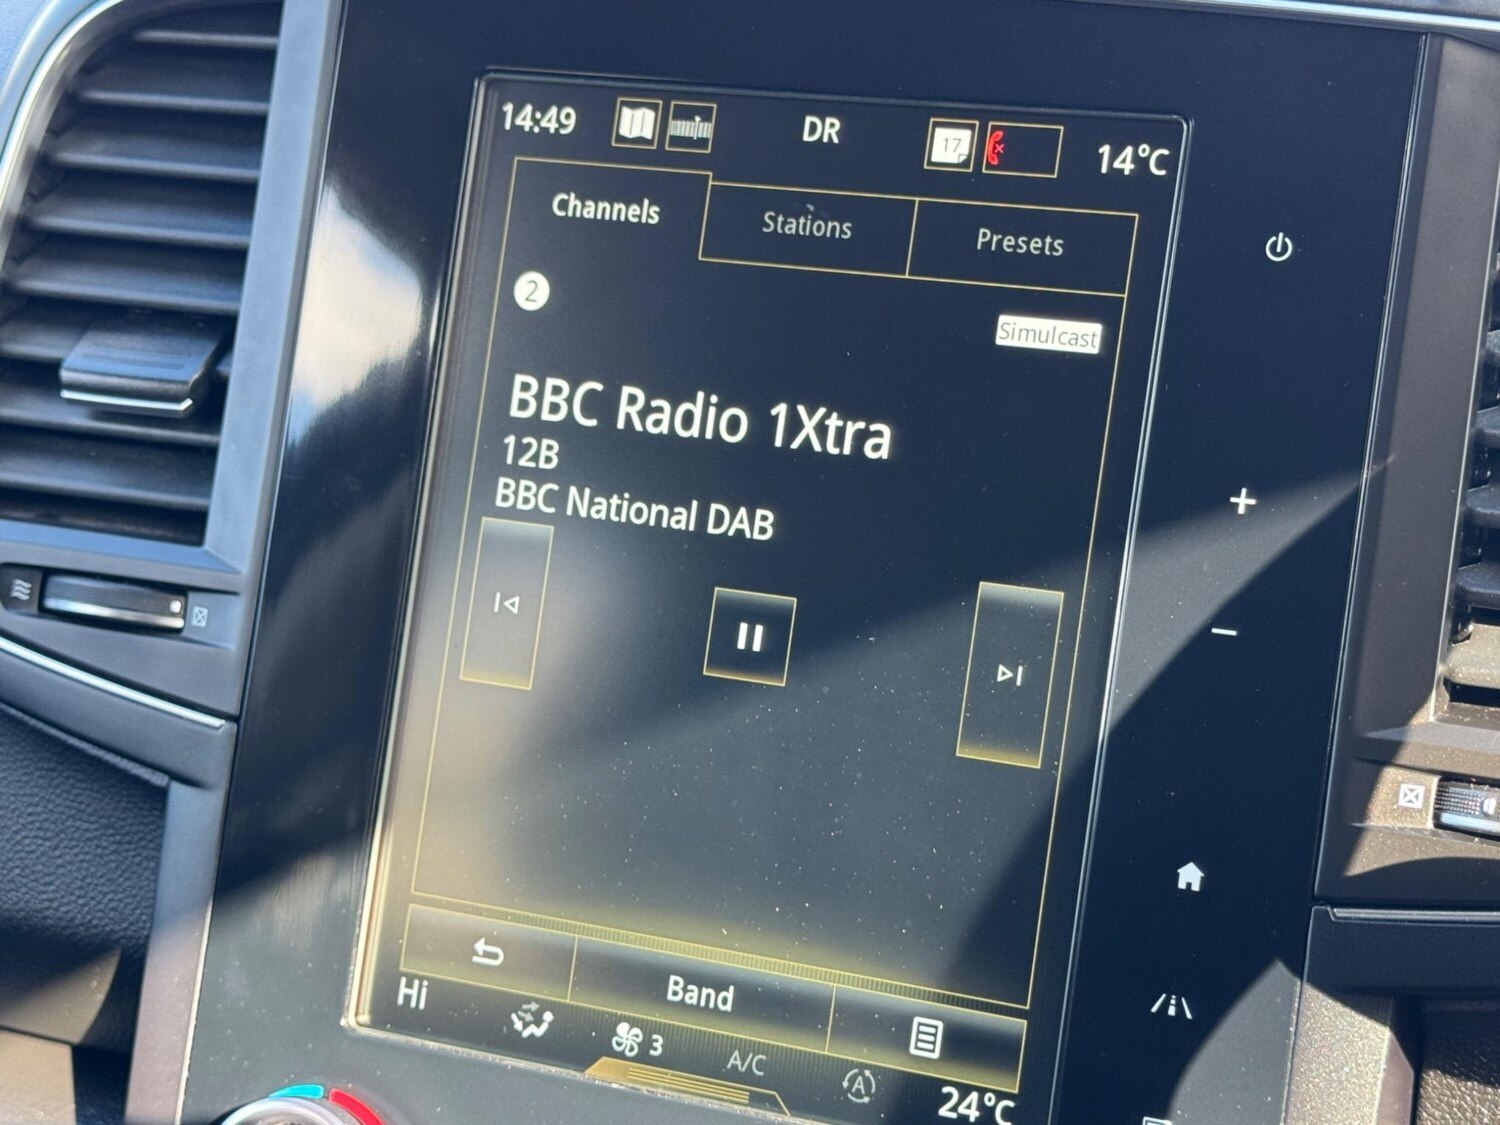 14:49 DR 17 14°C
Channels Stations Presets
2
Simulcast
BBC Radio 1Xtra
12B
BBC National DAB
Band
Hi 3 A/C A 24°C